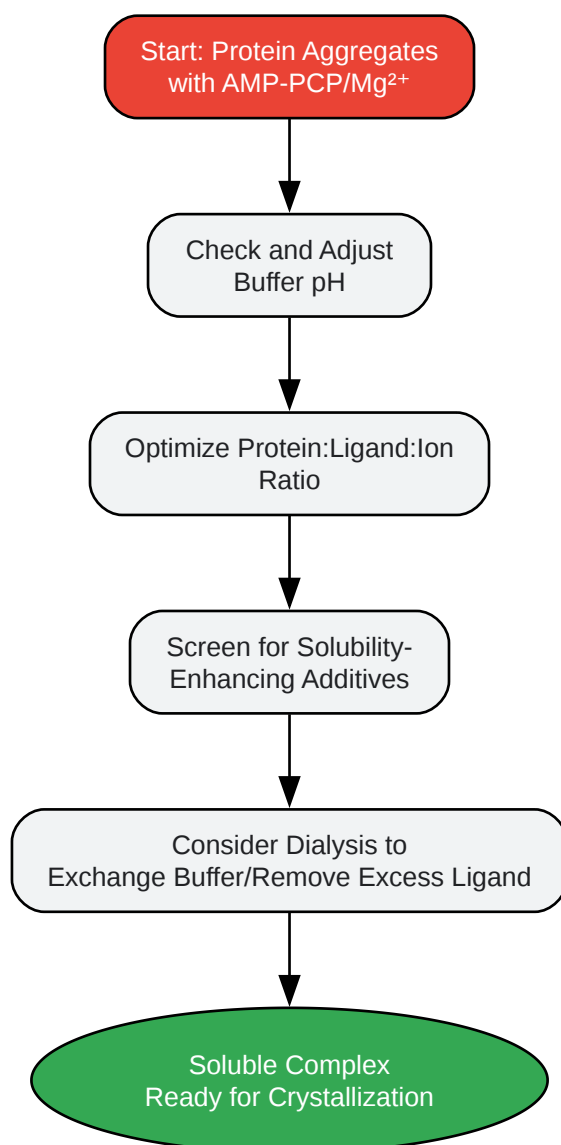 Start: Protein Aggregates
with AMP-PCP/Mg²⁺
Check and Adjust
Buffer pH
Optimize Protein:Ligand:Ion
Ratio
Screen for Solubility-
Enhancing Additives
Consider Dialysis to
Exchange Buffer/Remove Excess Ligand
Soluble Complex
Ready for Crystallization